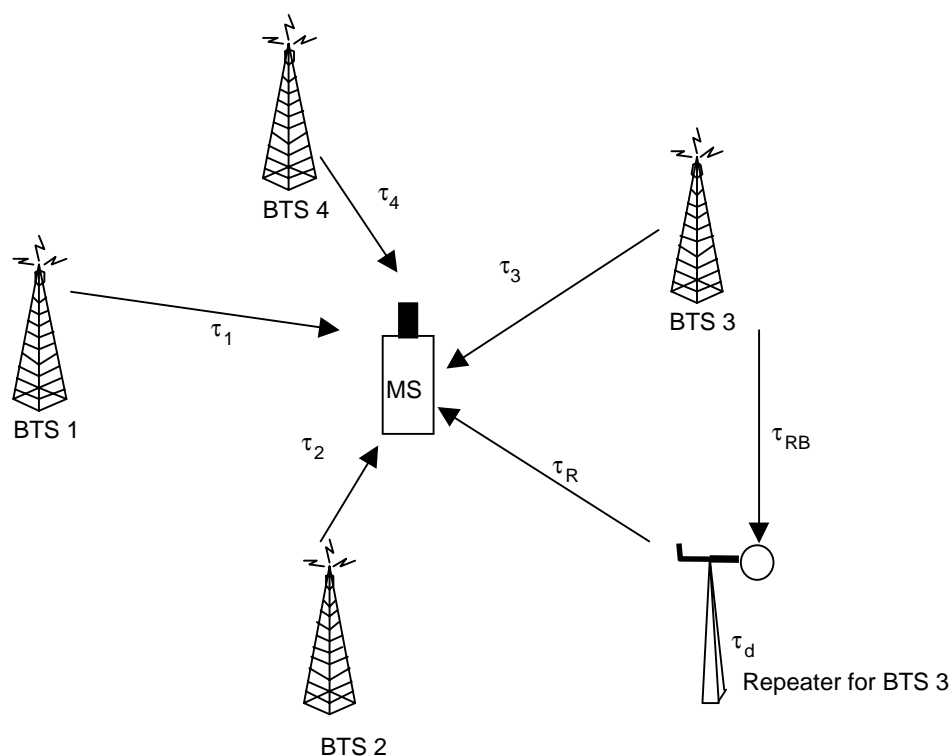 BTS 4
τ4
τ3
BTS 3
τ1
MS
BTS 1
τ2
τR
τRB
τd
Repeater for BTS 3
BTS 2